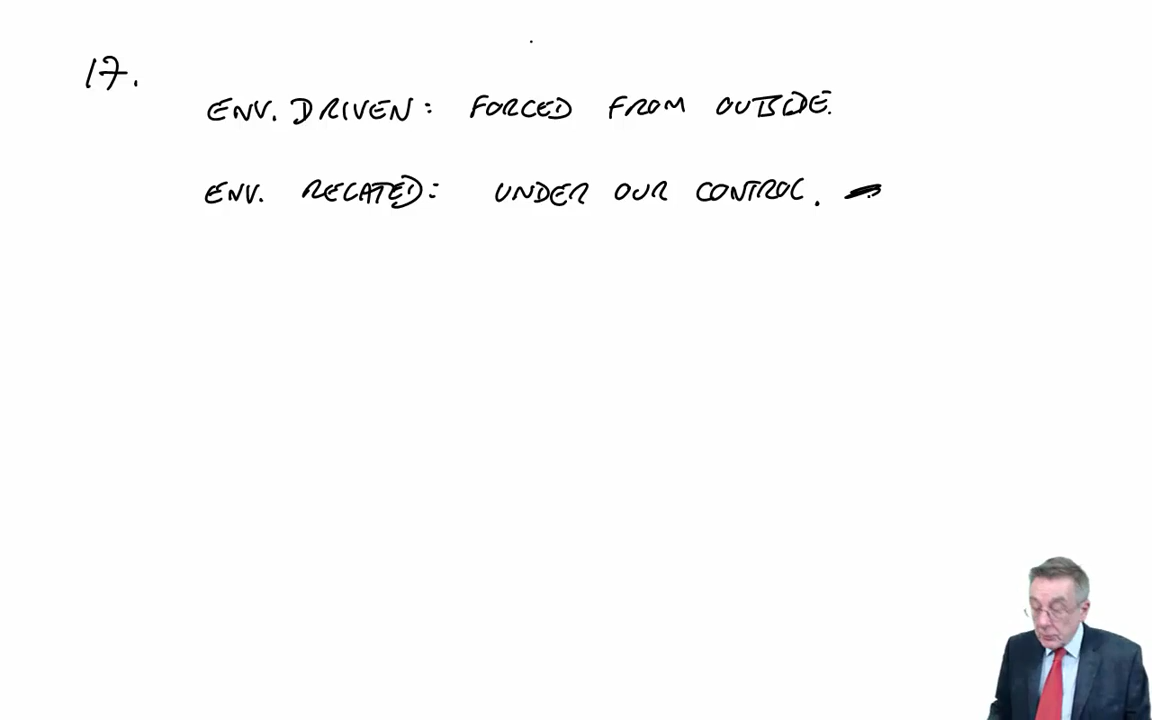 17.
ENV. DRIVEN: FORCED FROM OUTSIDE.
ENV. RELATED: UNDER OUR CONTROL.